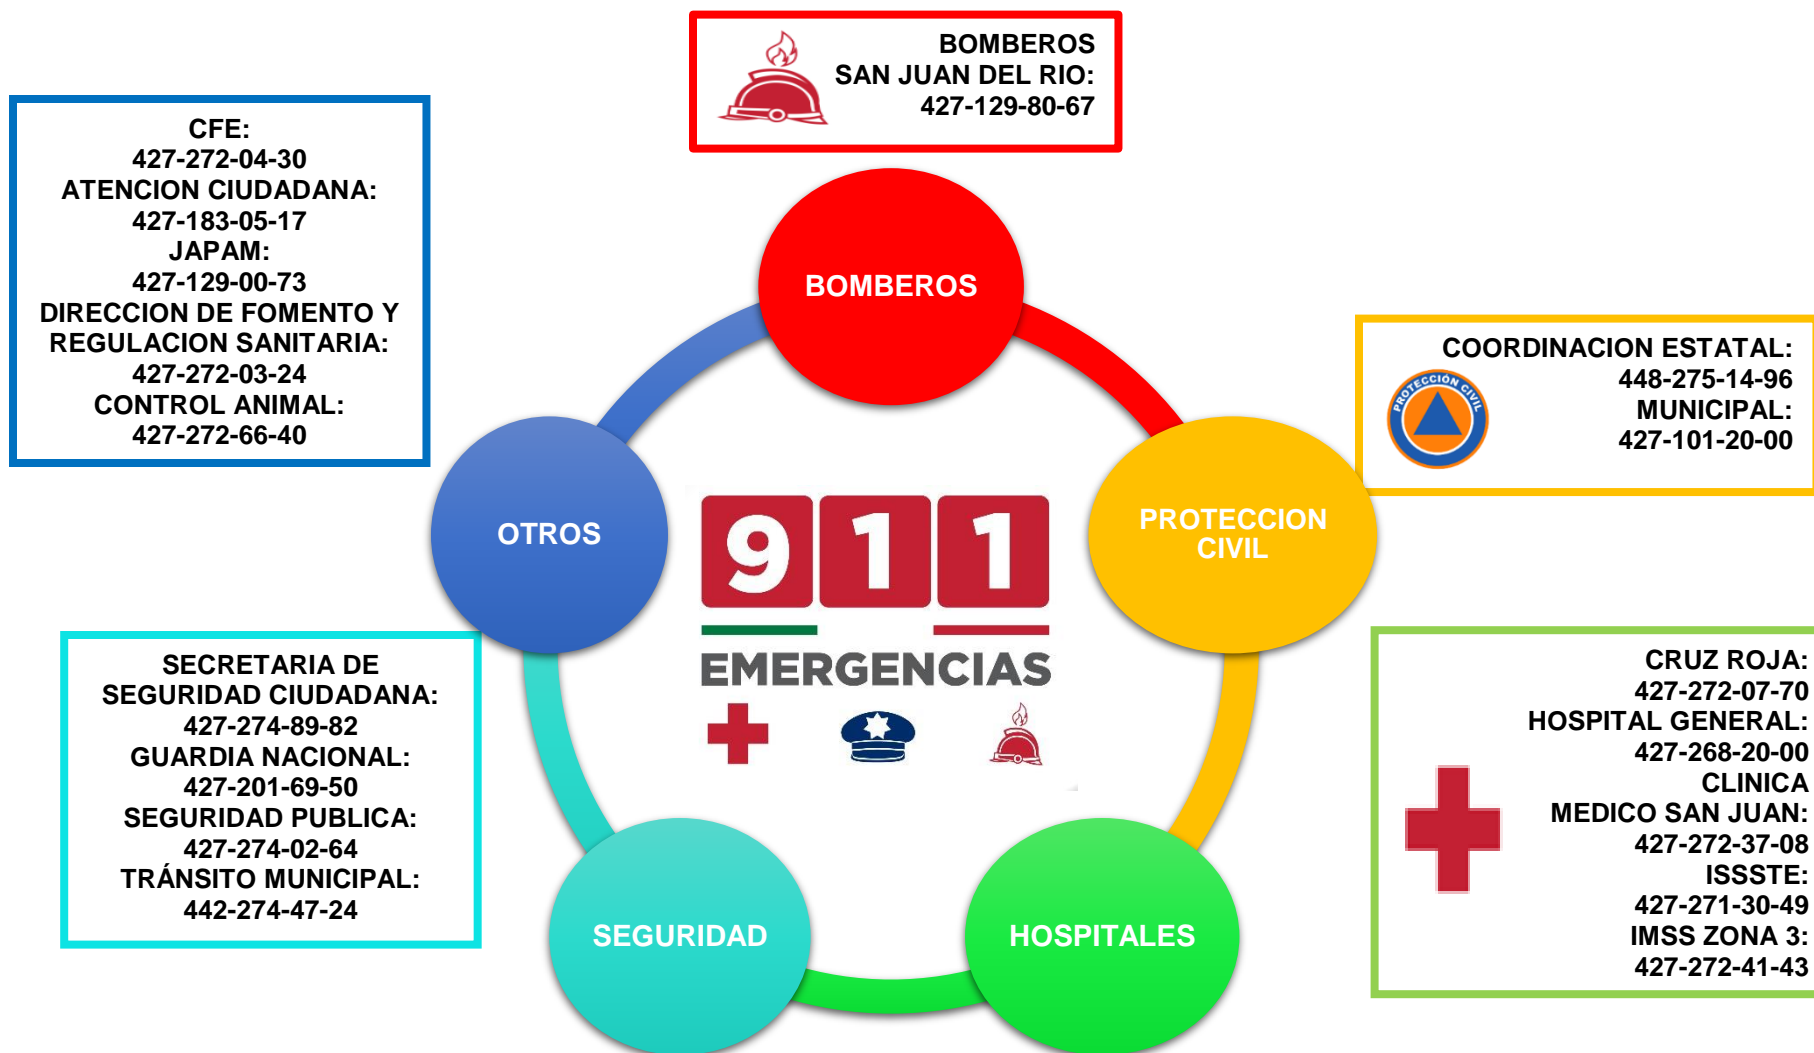 BOMBEROS
SAN JUAN DEL RIO:
427-129-80-67
CFE:
427-272-04-30
ATENCION CIUDADANA:
427-183-05-17
JAPAM:
427-129-00-73
DIRECCION DE FOMENTO Y
REGULACION SANITARIA:
427-272-03-24
CONTROL ANIMAL:
427-272-66-40
BOMBEROS
COORDINACION ESTATAL:
448-275-14-96
MUNICIPAL:
427-101-20-00
PROTECCIÓN CIVIL
OTROS
911
EMERGENCIAS
PROTECCION
CIVIL
SECRETARIA DE
SEGURIDAD CIUDADANA:
427-274-89-82
GUARDIA NACIONAL:
427-201-69-50
SEGURIDAD PUBLICA:
427-274-02-64
TRÁNSITO MUNICIPAL:
442-274-47-24
CRUZ ROJA:
427-272-07-70
HOSPITAL GENERAL:
427-268-20-00
CLINICA
MEDICO SAN JUAN:
427-272-37-08
ISSSTE:
427-271-30-49
IMSS ZONA 3:
427-272-41-43
SEGURIDAD
HOSPITALES